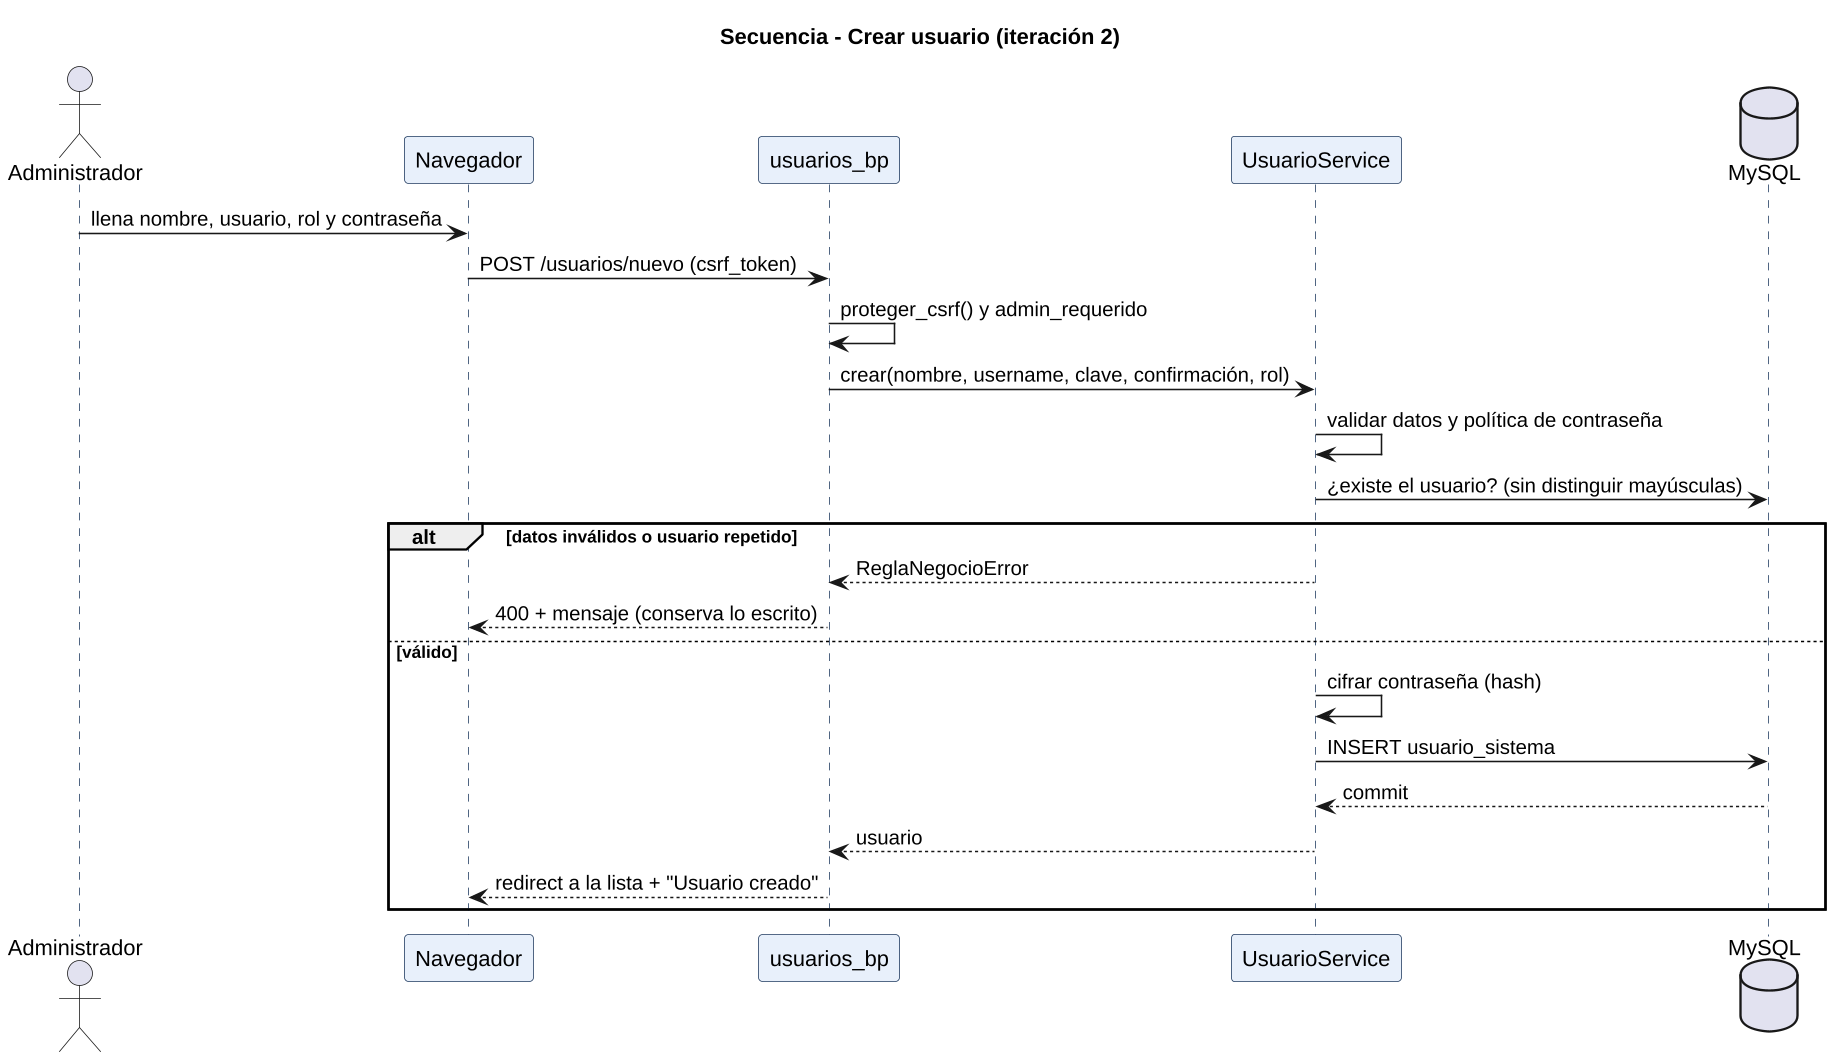 Secuencia - Crear usuario (iteración 2)
Administrador
Navegador
usuarios_bp
UsuarioService
MySQL
llena nombre, usuario, rol y contraseña
POST /usuarios/nuevo (csrf_token)
proteger_csrf() y admin_requerido
crear(nombre, username, clave, confirmación, rol)
validar datos y política de contraseña
¿existe el usuario? (sin distinguir mayúsculas)
alt
[datos inválidos o usuario repetido]
ReglaNegocioError
400 + mensaje (conserva lo escrito)
[válido]
cifrar contraseña (hash)
INSERT usuario_sistema
commit
usuario
redirect a la lista + "Usuario creado"
Administrador
Navegador
usuarios_bp
UsuarioService
MySQL